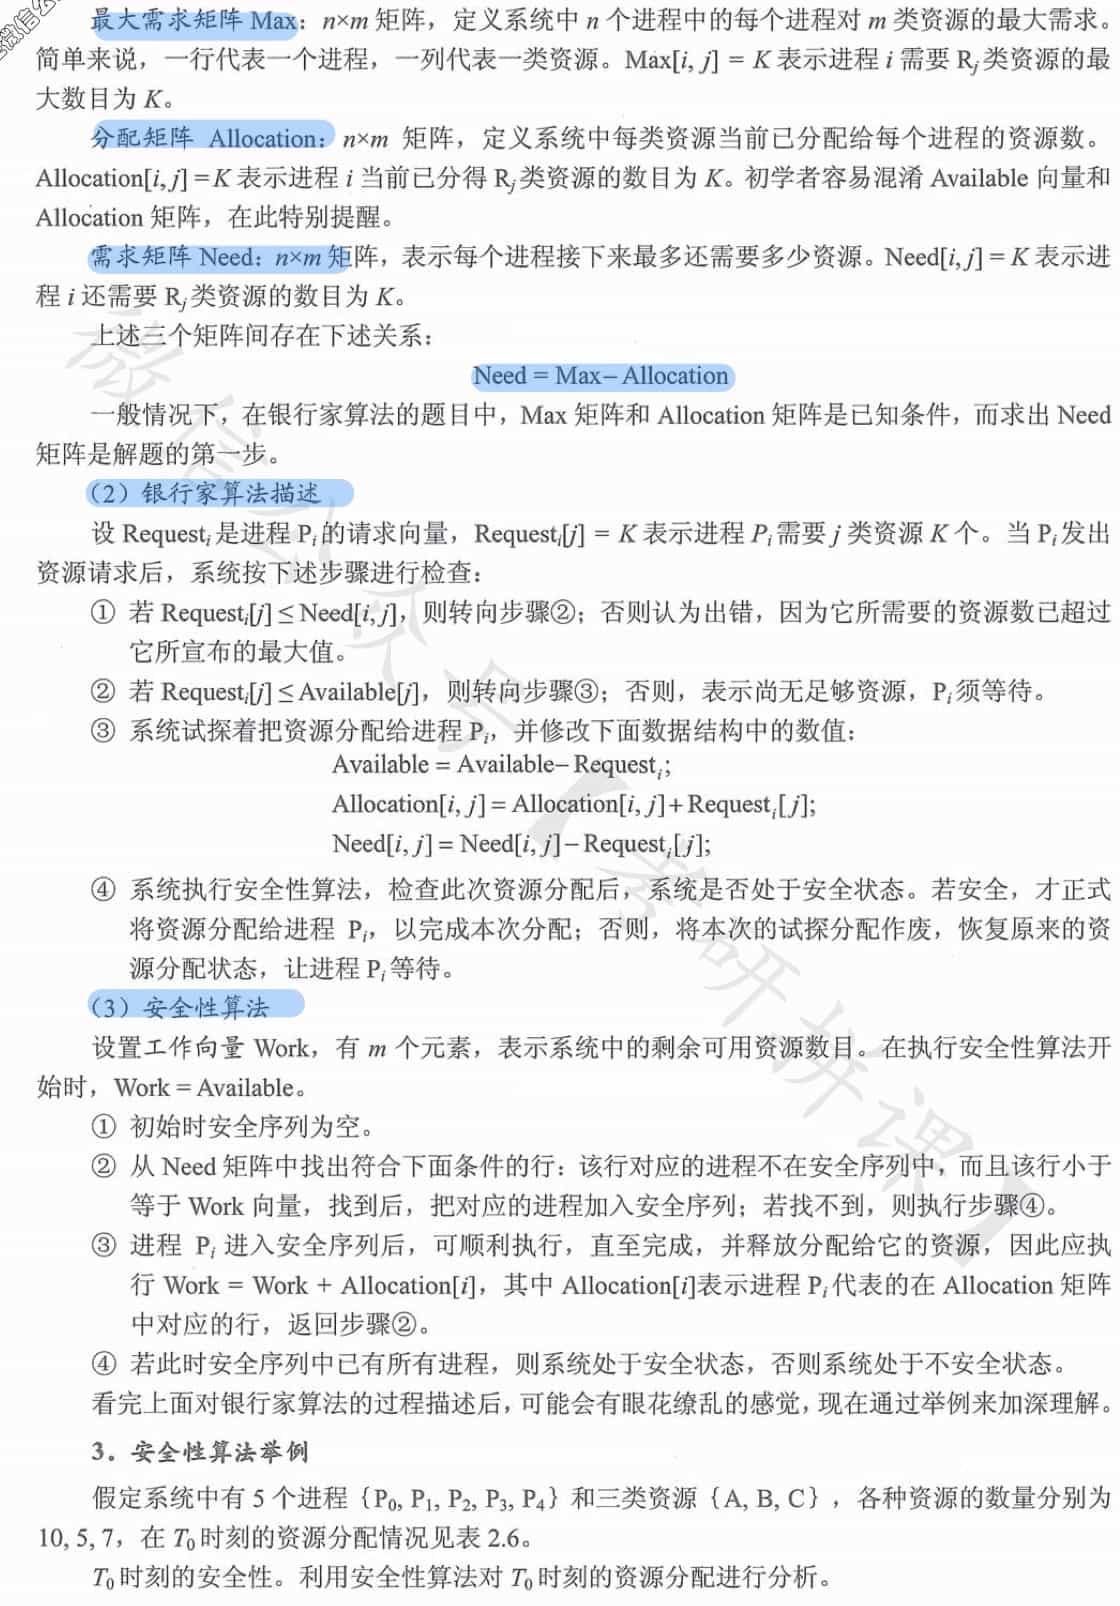 最大需求矩阵 Max：n×m 矩阵，定义系统中 n 个进程中的每个进程对 m 类资源的最大需求。
简单来说，一行代表一个进程，一列代表一类资源。Max[i, j] = K 表示进程 i 需要 Rj 类资源的最
大数目为 K。
分配矩阵 Allocation：n×m 矩阵，定义系统中每类资源当前已分配给每个进程的资源数。
Allocation[i, j] = K 表示进程 i 当前已分得 Rj 类资源的数目为 K。初学者容易混淆 Available 向量和
Allocation 矩阵，在此特别提醒。
需求矩阵 Need：n×m 矩阵，表示每个进程接下来最多还需要多少资源。Need[i, j] = K 表示进
程 i 还需要 Rj 类资源的数目为 K。
上述三个矩阵间存在下述关系：
Need = Max− Allocation
一般情况下，在银行家算法的题目中，Max 矩阵和 Allocation 矩阵是已知条件，而求出 Need
矩阵是解题的第一步。
（2）银行家算法描述
设 Requesti 是进程 Pi 的请求向量，Requesti[j] = K 表示进程 Pi 需要 j 类资源 K 个。当 Pi 发出
资源请求后，系统按下述步骤进行检查：
① 若 Requesti[j] ≤ Need[i, j]，则转向步骤②；否则认为出错，因为它所需要的资源数已超过
它所宣布的最大值。
② 若 Requesti[j] ≤ Available[j]，则转向步骤③；否则，表示尚无足够资源，Pi 须等待。
③ 系统试探着把资源分配给进程 Pi，并修改下面数据结构中的数值：
Available = Available− Requesti;
Allocation[i, j] = Allocation[i, j] + Requesti[j];
Need[i, j] = Need[i, j] − Requesti[j];
④ 系统执行安全性算法，检查此次资源分配后，系统是否处于安全状态。若安全，才正式
将资源分配给进程 Pi，以完成本次分配；否则，将本次的试探分配作废，恢复原来的资
源分配状态，让进程 Pi 等待。
（3）安全性算法
设置工作向量 Work，有 m 个元素，表示系统中的剩余可用资源数目。在执行安全性算法开
始时，Work = Available。
① 初始时安全序列为空。
② 从 Need 矩阵中找出符合下面条件的行：该行对应的进程不在安全序列中，而且该行小于
等于 Work 向量，找到后，把对应的进程加入安全序列；若找不到，则执行步骤④。
③ 进程 Pi 进入安全序列后，可顺利执行，直至完成，并释放分配给它的资源，因此应执
行 Work = Work + Allocation[i]，其中 Allocation[i]表示进程 Pi 代表的在 Allocation 矩阵
中对应的行，返回步骤②。
④ 若此时安全序列中已有所有进程，则系统处于安全状态，否则系统处于不安全状态。
看完上面对银行家算法的过程描述后，可能会有眼花缭乱的感觉，现在通过举例来加深理解。
3．安全性算法举例
假定系统中有 5 个进程｛P0, P1, P2, P3, P4｝和三类资源｛A, B, C｝，各种资源的数量分别为
10, 5, 7，在 T0 时刻的资源分配情况见表 2.6。
T0 时刻的安全性。利用安全性算法对 T0 时刻的资源分配进行分析。
微信公众号【考研拼课】